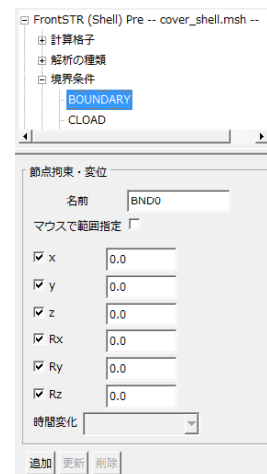 FrontSTR (Shell) Pre -- cover_shell.msh --
計算格子
解析の種類
境界条件
BOUNDARY
CLOAD
節点拘束・変位
名前 BND0
マウスで範囲指定
x 0.0
y 0.0
z 0.0
Rx 0.0
Ry 0.0
Rz 0.0
時間変化
追加 更新 削除